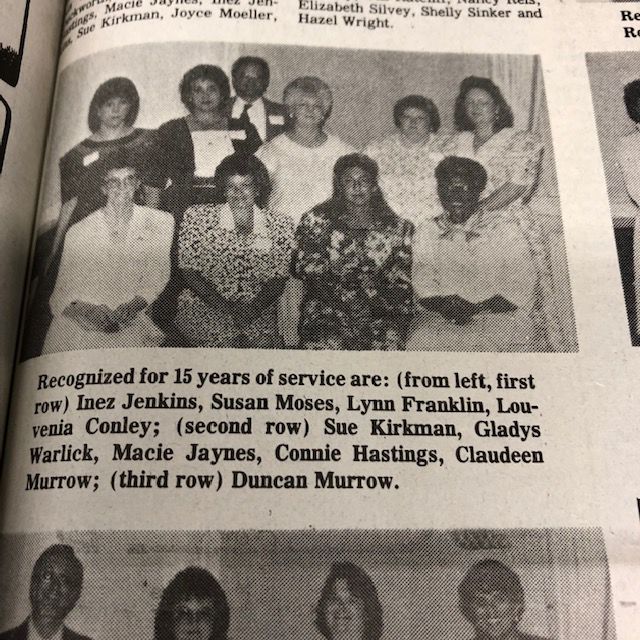 Macie Jaynes, Inez Jen-
Sue Kirkman, Joyce Moeller,
Elizabeth Silvey, Shelly Sinker and
Hazel Wright.
Re
Re
Recognized for 15 years of service are: (from left, first
row) Inez Jenkins, Susan Moses, Lynn Franklin, Lou-
venia Conley; (second row) Sue Kirkman, Gladys
Warlick, Macie Jaynes, Connie Hastings, Claudeen
Murrow; (third row) Duncan Murrow.